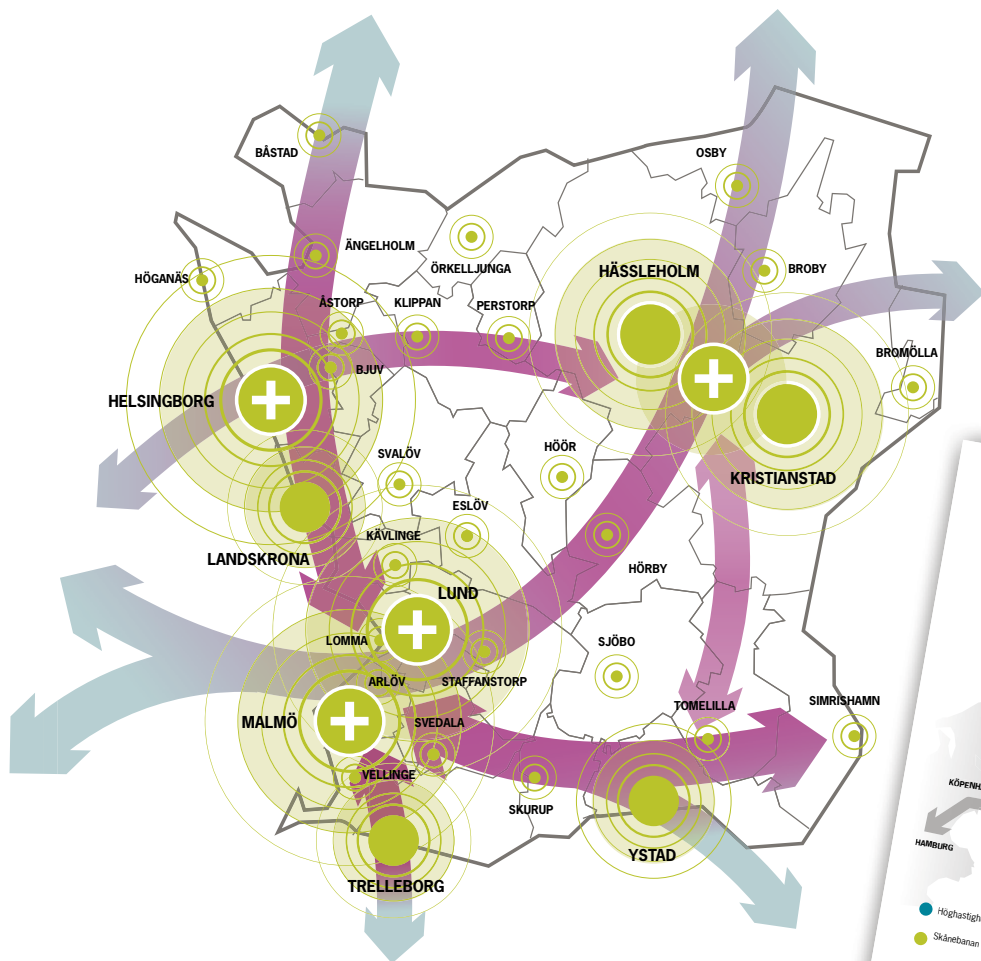 BÅSTAD
OSBY
ÄNGELHOLM
ÖRKELLJUNGA
HÄSSLEHOLM
BROBY
HÖGANÄS
ÅSTORP
KLIPPAN
PERSTORP
BROMÖLLA
BJUV
HELSINGBORG
HÖÖR
SVALÖV
KRISTIANSTAD
ESLÖV
KÄVLINGE
LANDSKRONA
HÖRBY
LUND
LOMMA
SJÖBO
ARLÖV
STAFFANSTORP
TOMELILLA
SIMRISHAMN
MALMÖ
SVEDALA
VELLINGE
SKURUP
YSTAD
TRELLEBORG
HAMBURG
Skånebanan